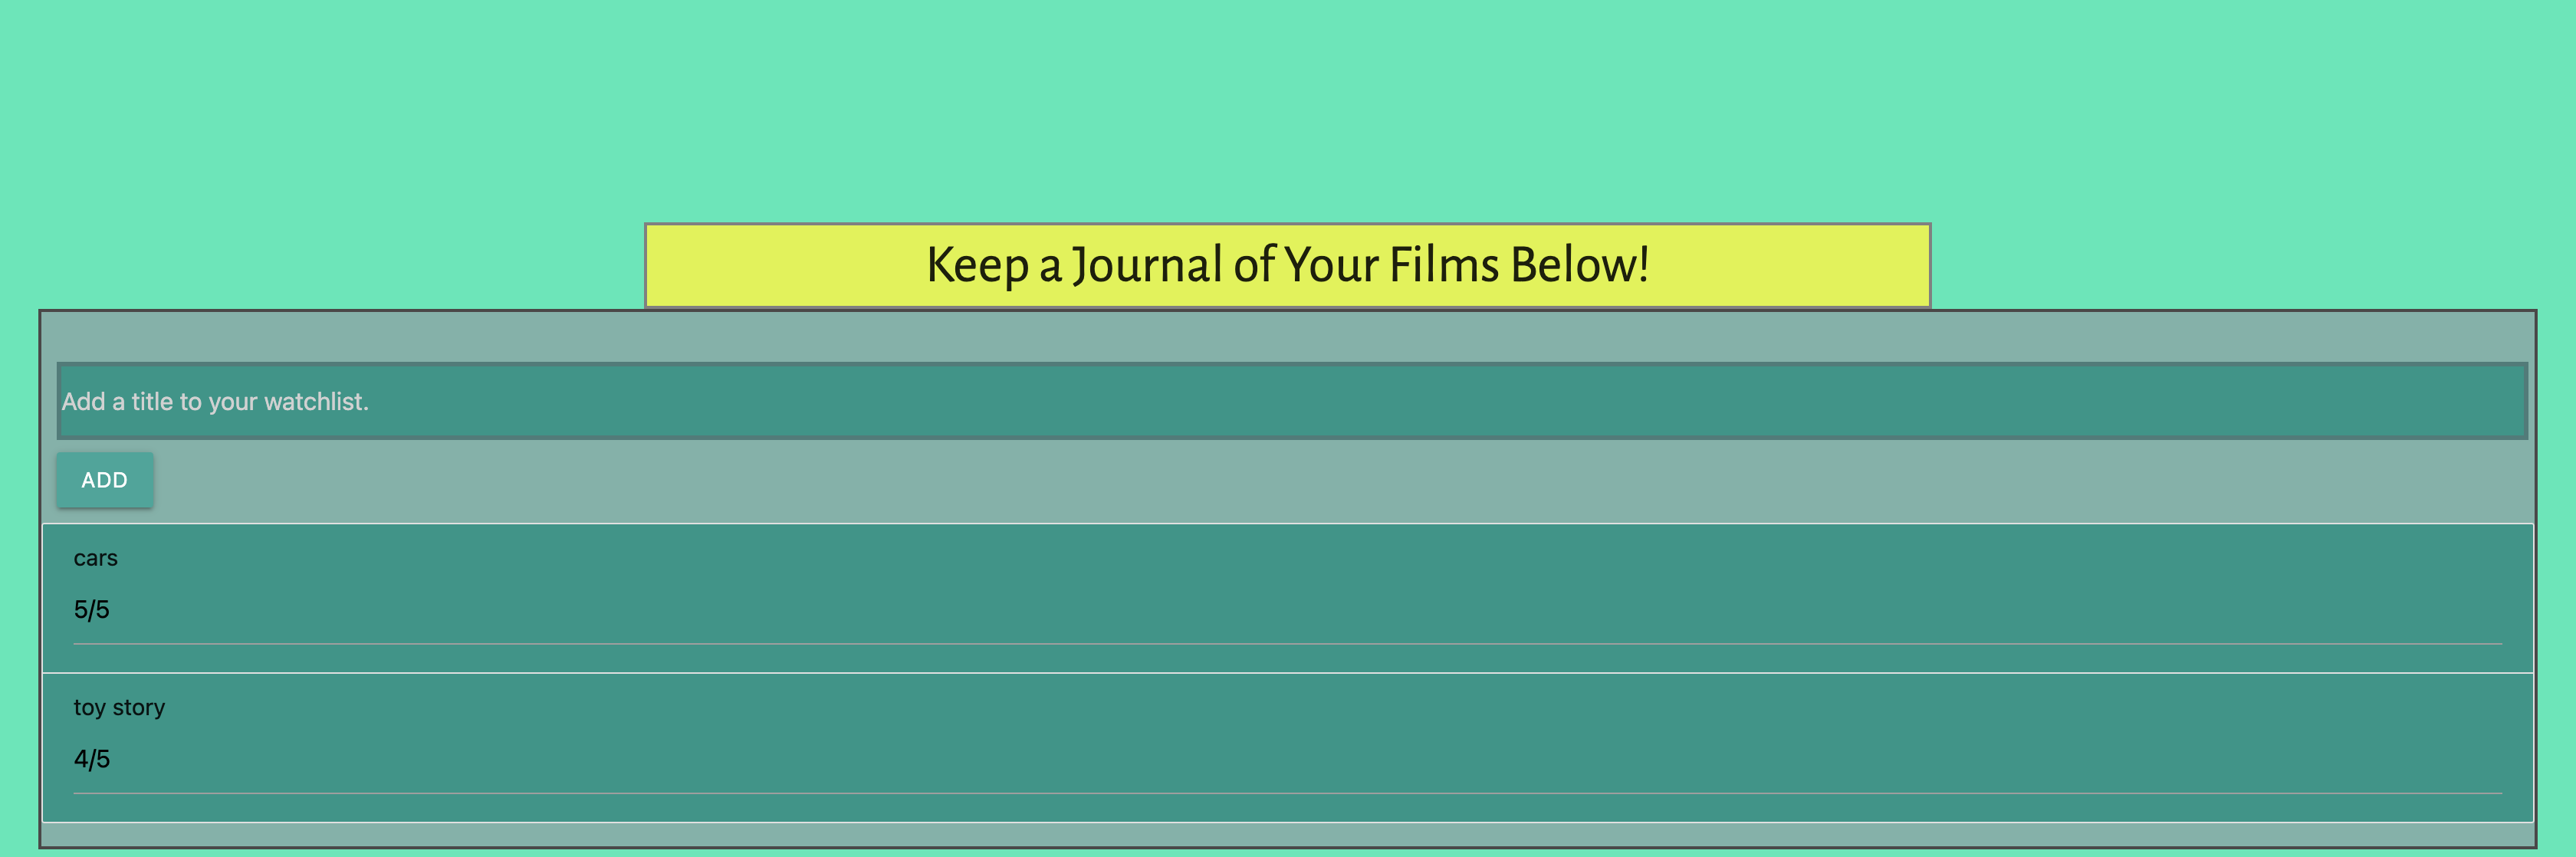 Keep a Journal of Your Films Below!
Add a title to your watchlist.
ADD
cars
5/5
toy story
4/5